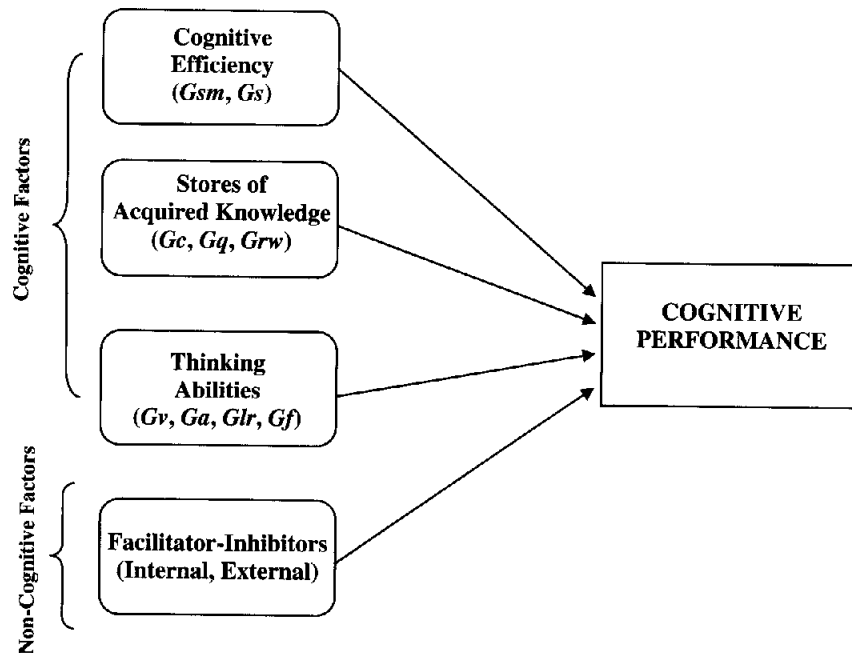 Cognitive Factors
Cognitive
Efficiency
(Gsm, Gs)
Stores of
Acquired Knowledge
(Gc, Gq, Grw)
Thinking
Abilities
(Gv, Ga, Glr, Gf)
Non-Cognitive Factors
Facilitator-Inhibitors
(Internal, External)
COGNITIVE
PERFORMANCE